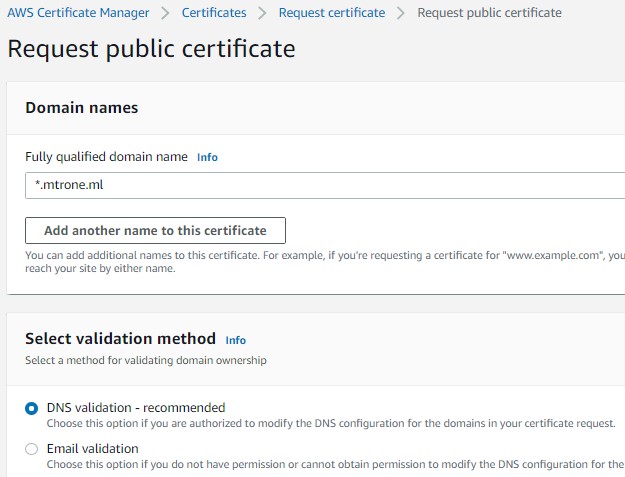 AWS Certificate Manager > Certificates > Request certificate > Request public certificate
Request public certificate
Domain names
Fully qualified domain name Info
*.mtrone.ml
Add another name to this certificate
You can add additional names to this certificate. For example, if you're requesting a certificate for "www.example.com", you
reach your site by either name.
Select validation method Info
Select a method for validating domain ownership
DNS validation - recommended
Choose this option if you are authorized to modify the DNS configuration for the domains in your certificate request.
Email validation
Choose this option if you do not have permission or cannot obtain permission to modify the DNS configuration for the